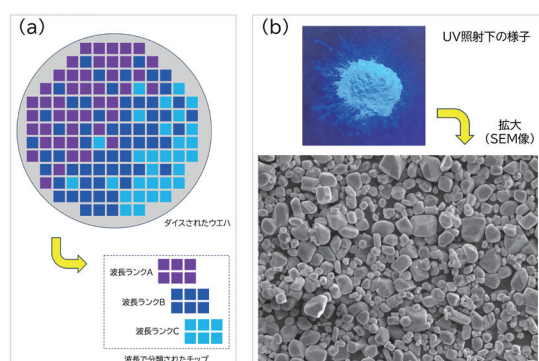 (a)
ダイスされたウエハ
波長ランクA
波長ランクB
波長ランクC
波長で分類されたチップ
(b)
UV照射下の様子
拡大
（SEM像）